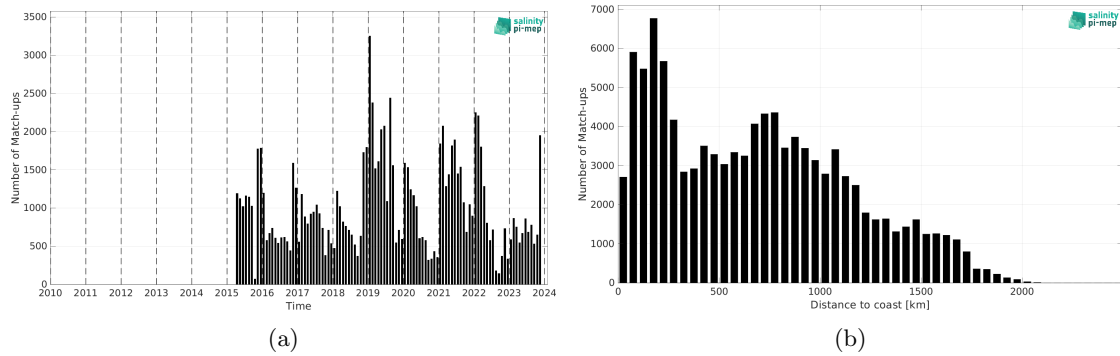 3500
3000
2500
2000
1500
1000
500
0
Number of Match-ups
2010 2011 2012 2013 2014 2015 2016 2017 2018 2019 2020 2021 2022 2023 2024
Time
salinity
pi-mep
(a)
7000
6000
5000
4000
3000
2000
1000
0
Number of Match-ups
0 500 1000 1500 2000
Distance to coast [km]
salinity
pi-mep
(b)